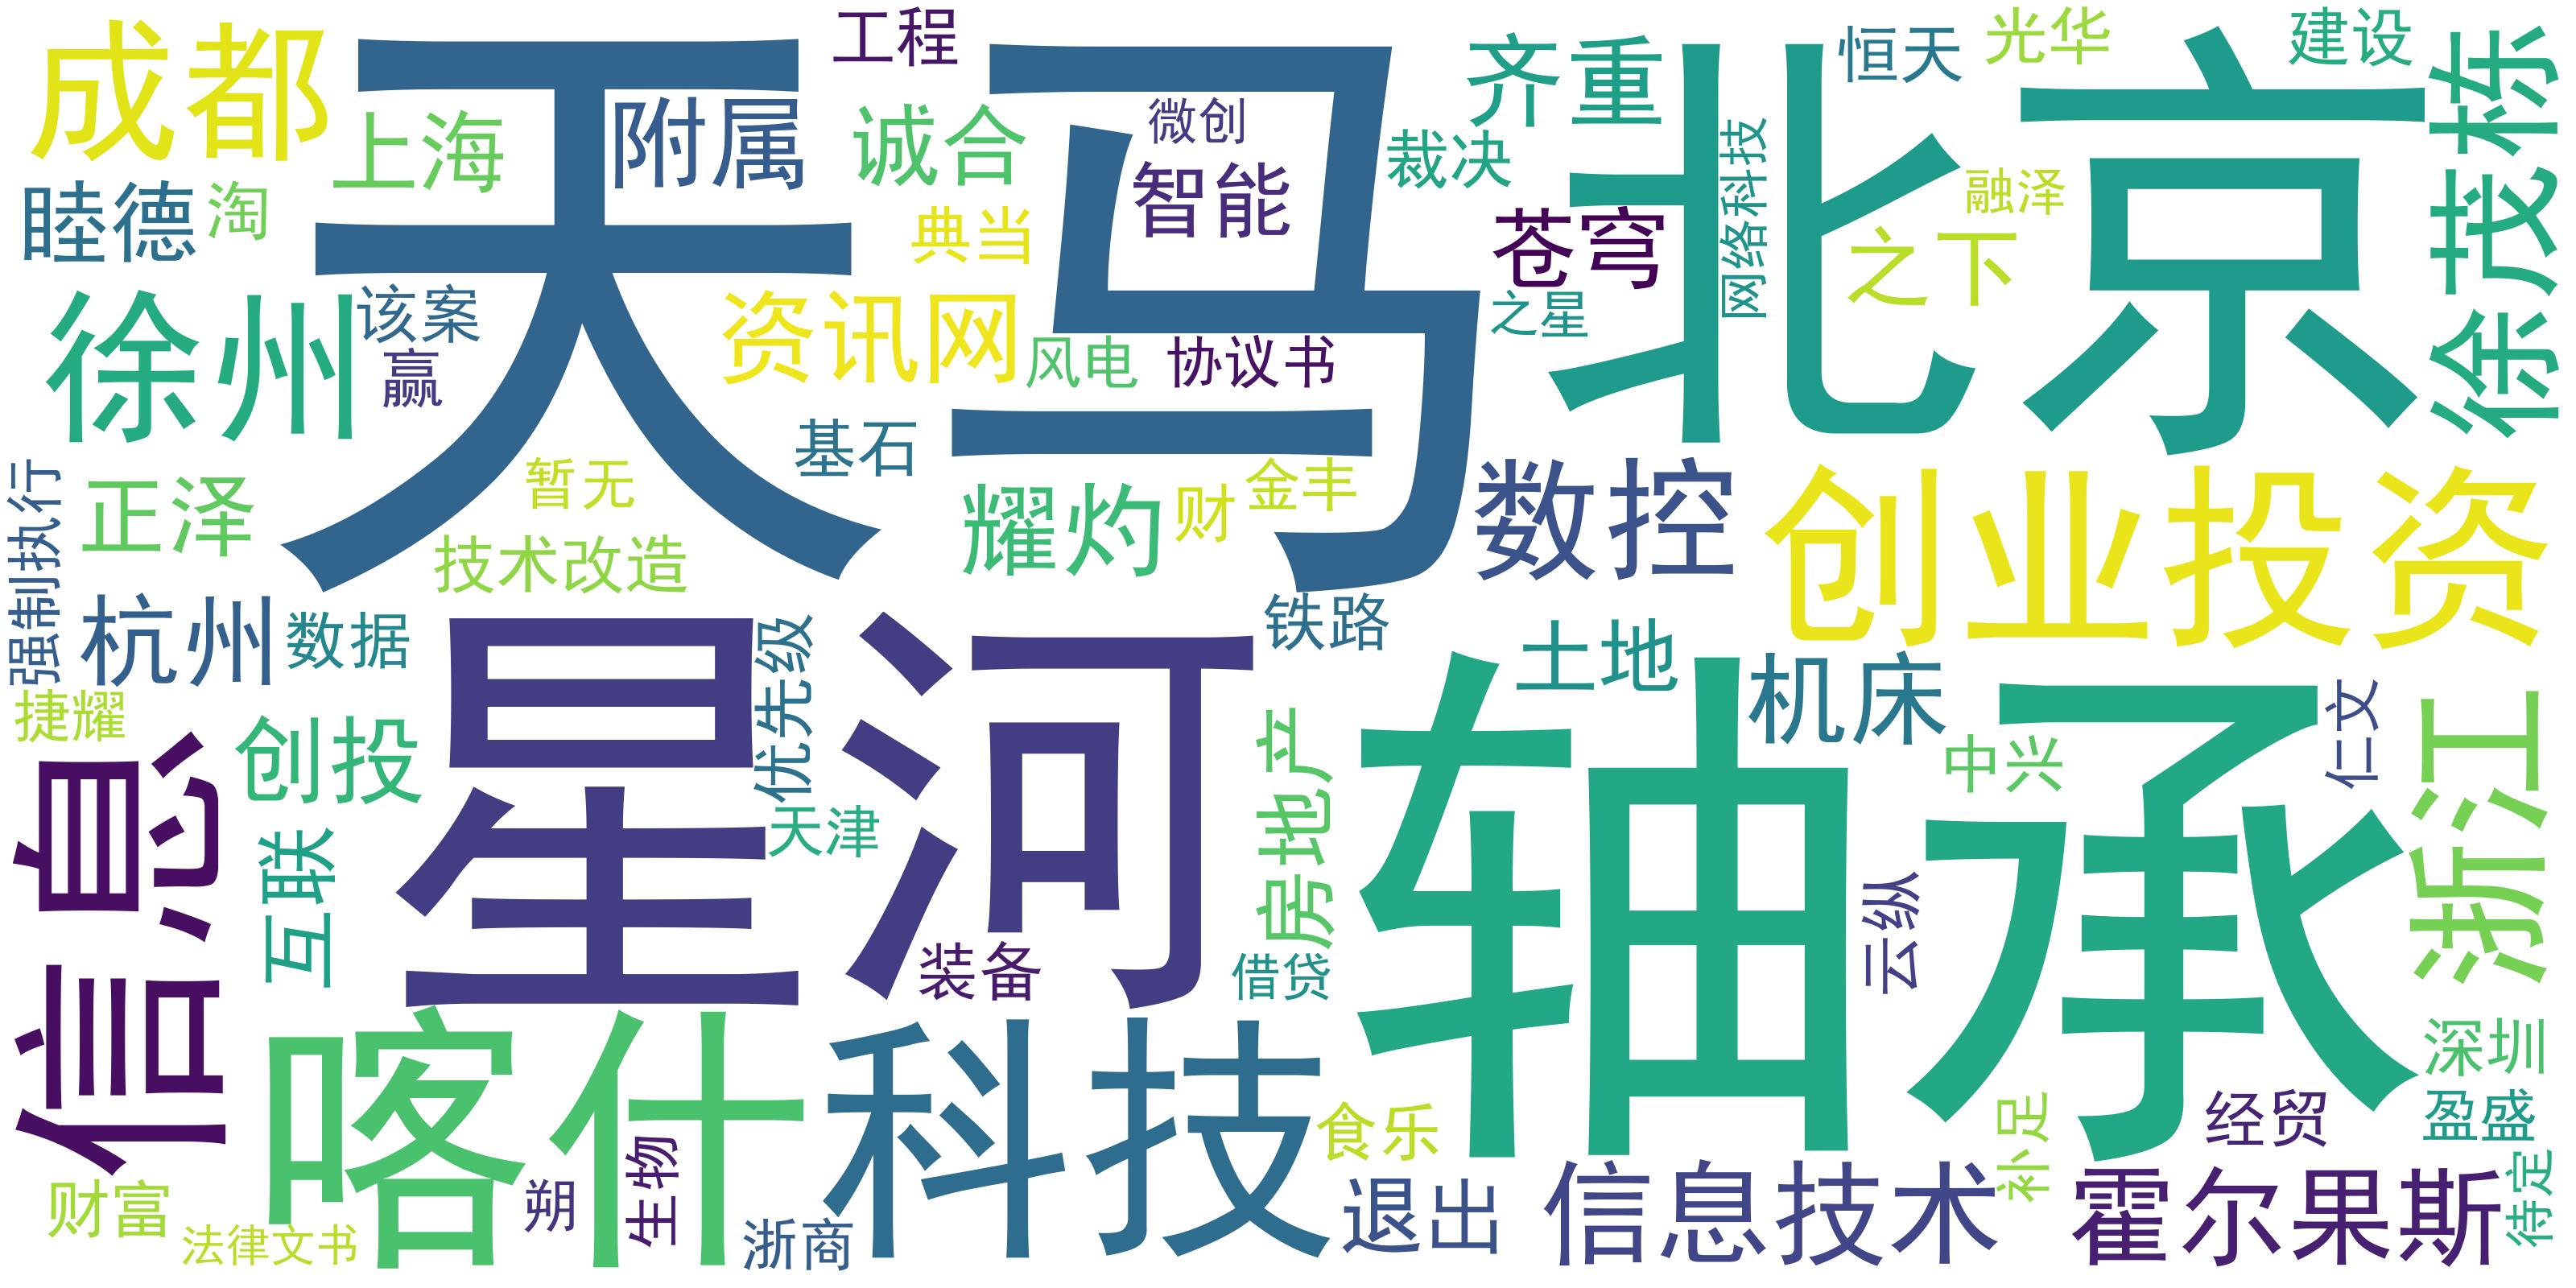 成都
天马
工程
齐重
北京
恒天
光华
建设
徐茂栋
上海
附属
诚合
微创
智能
裁决
网络科技
睦德
淘
典当
苍穹
融泽
之下
之星
徐州
该案
赢
资讯网
风电
协议书
基石
数控
创业投资
强制执行
正泽
暂无
技术改造
耀灼
财
金丰
杭州
数据
星河
优先级
铁路
土地
机床
轴承
仁文
浙江
捷耀
创投
信息
互联
天津
房地产
中兴
云纵
装备
借贷
喀什
科技
深圳
财富
法律文书
朔
生物
浙商
食乐
退出
信息技术
补足
经贸
盈盛
霍尔果斯
待定